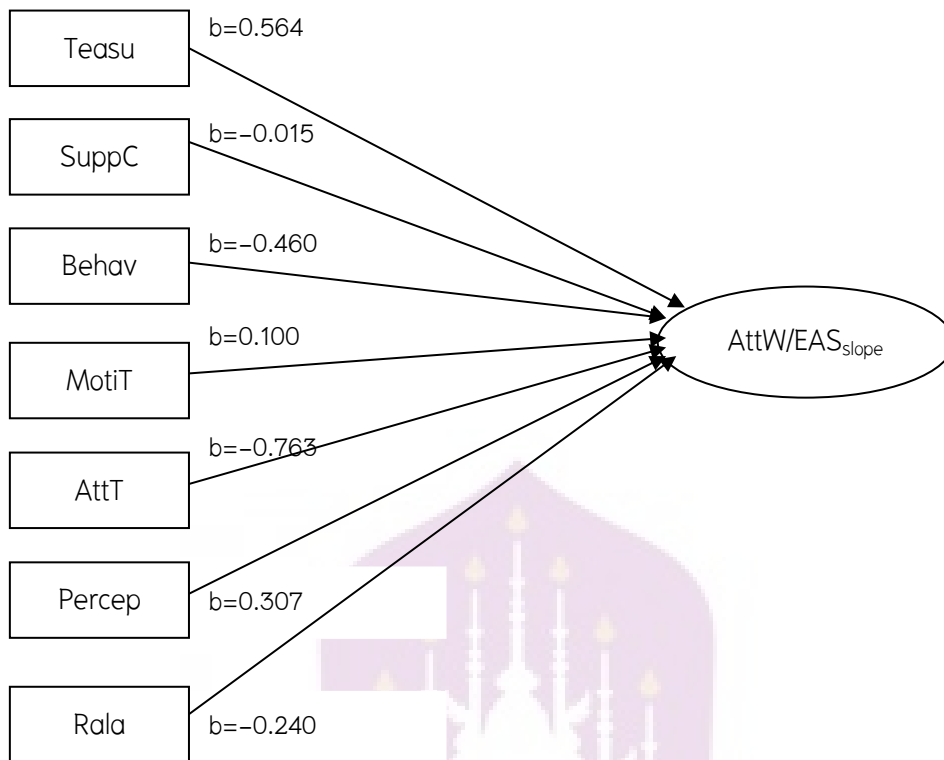 Teasu
b=0.564
SuppC
b=-0.015
Behav
b=-0.460
MotiT
b=0.100
AttW/EASslope
AttT
b=-0.763
Percep
b=0.307
Rala
b=-0.240